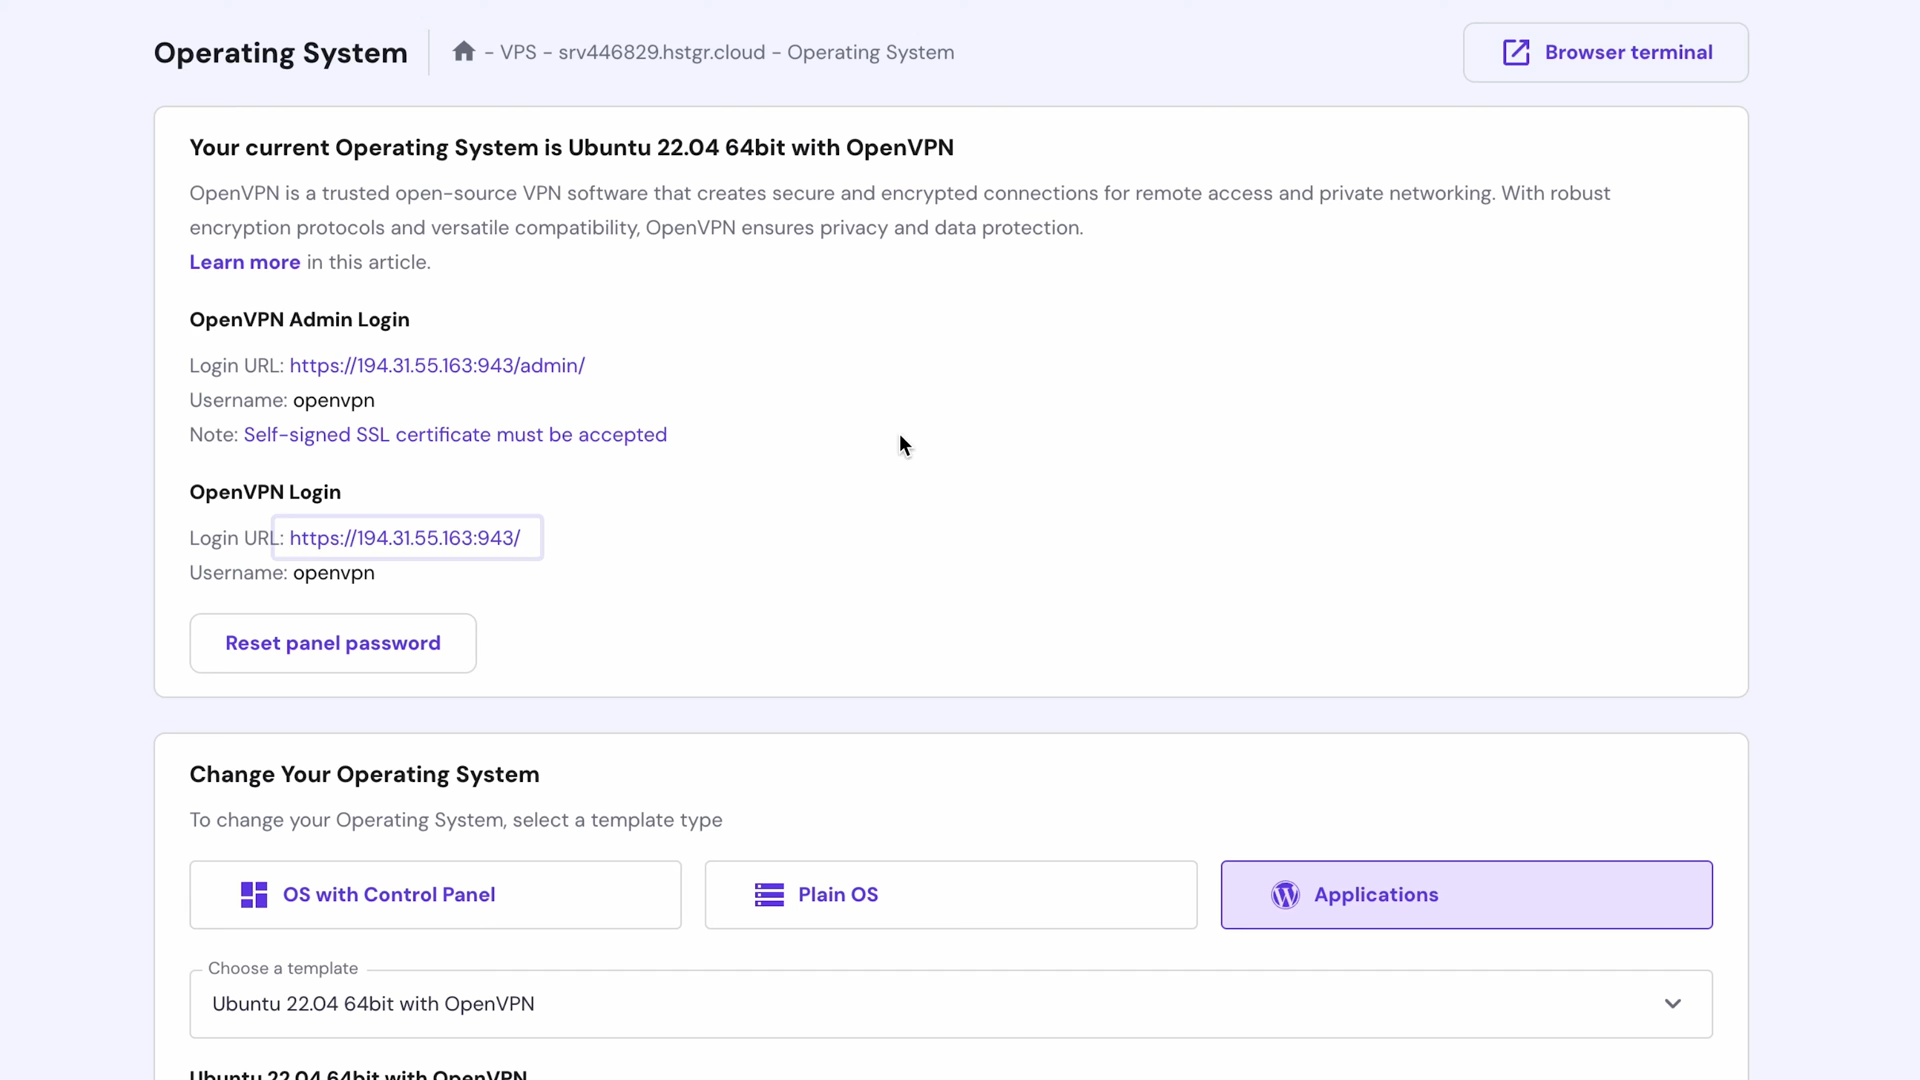 Operating System
– VPS – srv446829.hstgr.cloud – Operating System
Browser terminal
Your current Operating System is Ubuntu 22.04 64bit with OpenVPN
OpenVPN is a trusted open-source VPN software that creates secure and encrypted connections for remote access and private networking. With robust
encryption protocols and versatile compatibility, OpenVPN ensures privacy and data protection.
Learn more in this article.
OpenVPN Admin Login
Login URL: https://194.31.55.163:943/admin/
Username: openvpn
Note: Self-signed SSL certificate must be accepted
OpenVPN Login
Login URL: https://194.31.55.163:943/
Username: openvpn
Reset panel password
Change Your Operating System
To change your Operating System, select a template type
OS with Control Panel
Plain OS
Applications
Choose a template
Ubuntu 22.04 64bit with OpenVPN
Ubuntu 22.04 64bit with OpenVPN